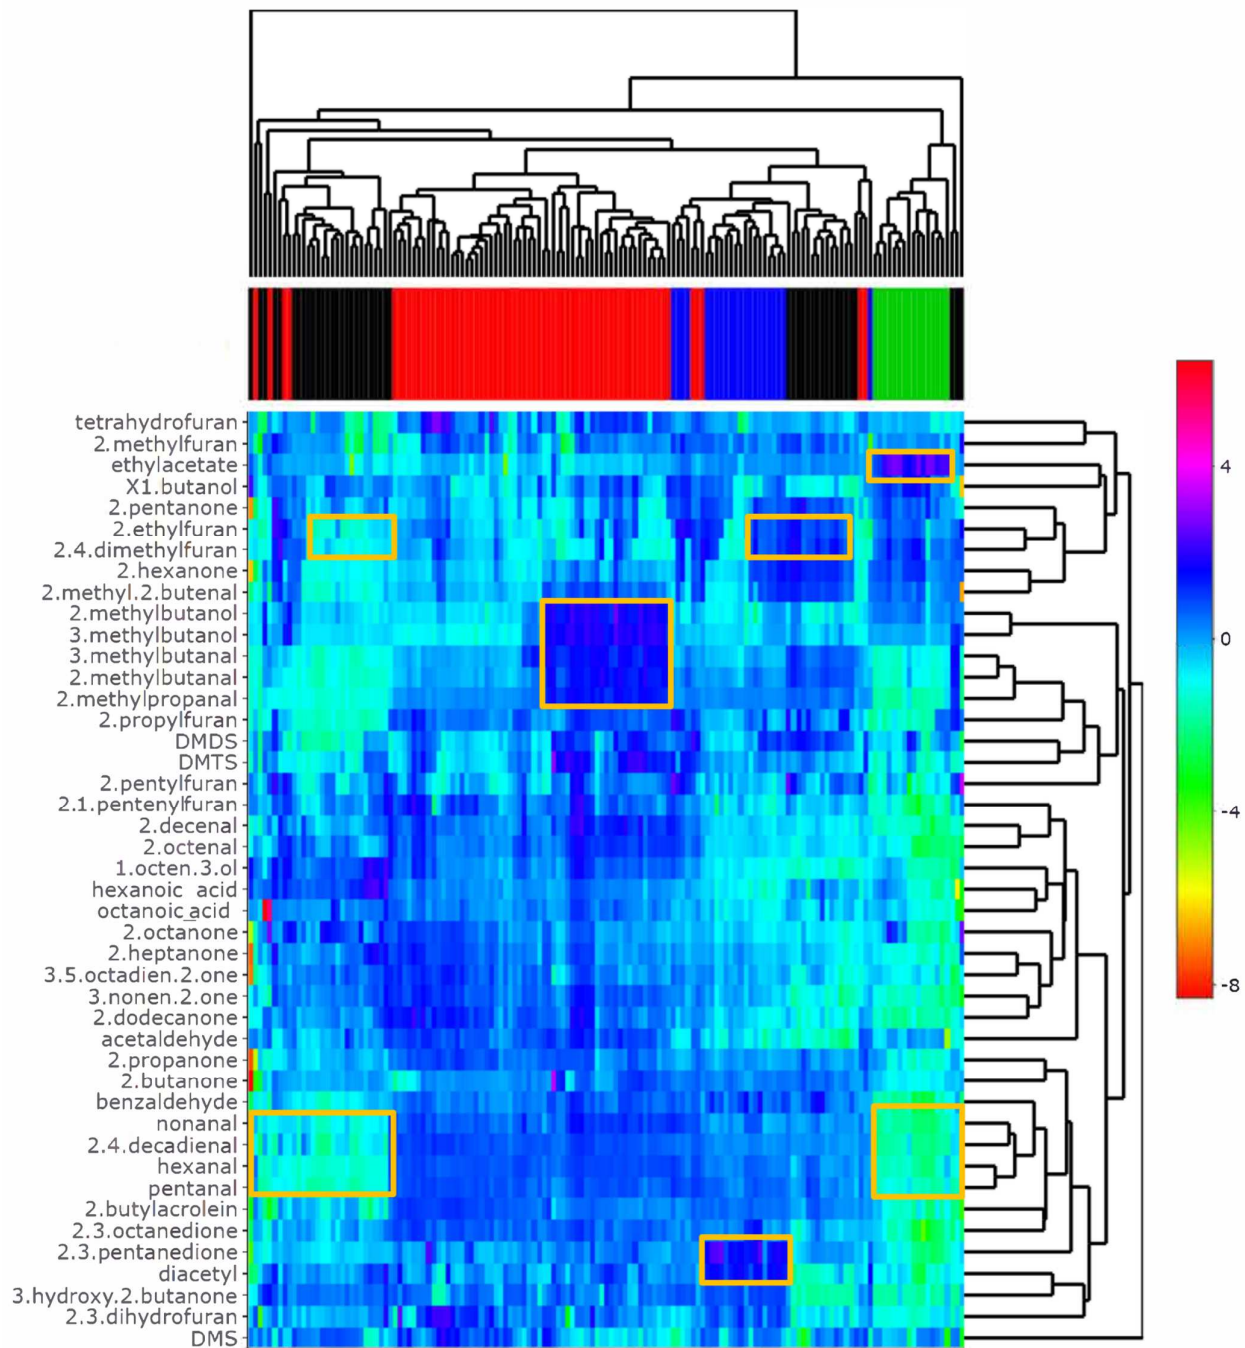 tetrahydrofuran
2.methylfuran
ethylacetate
X1.butanol
2.pentanone
2.ethylfuran
2.4.dimethylfuran
2.hexanone
2.methyl.2.butenal
2.methylbutanol
3.methylbutanol
3.methylbutanal
2.methylbutanal
2.methylpropanal
2.propylfuran
DMDS
DMTS
2.pentylfuran
2.1.pentenylfuran
2.decenal
2.octenal
1.octen.3.ol
hexanoic_acid
octanoic_acid
2.octanone
2.heptanone
3.5.octadien.2.one
3.nonen.2.one
2.dodecanone
acetaldehyde
2.propanone
2.butanone
benzaldehyde
nonanal
2.4.decadienal
hexanal
pentanal
2.butylacrolein
2.3.octanedione
2.3.pentanedione
diacetyl
3.hydroxy.2.butanone
2.3.dihydrofuran
DMS
4
0
-4
-8